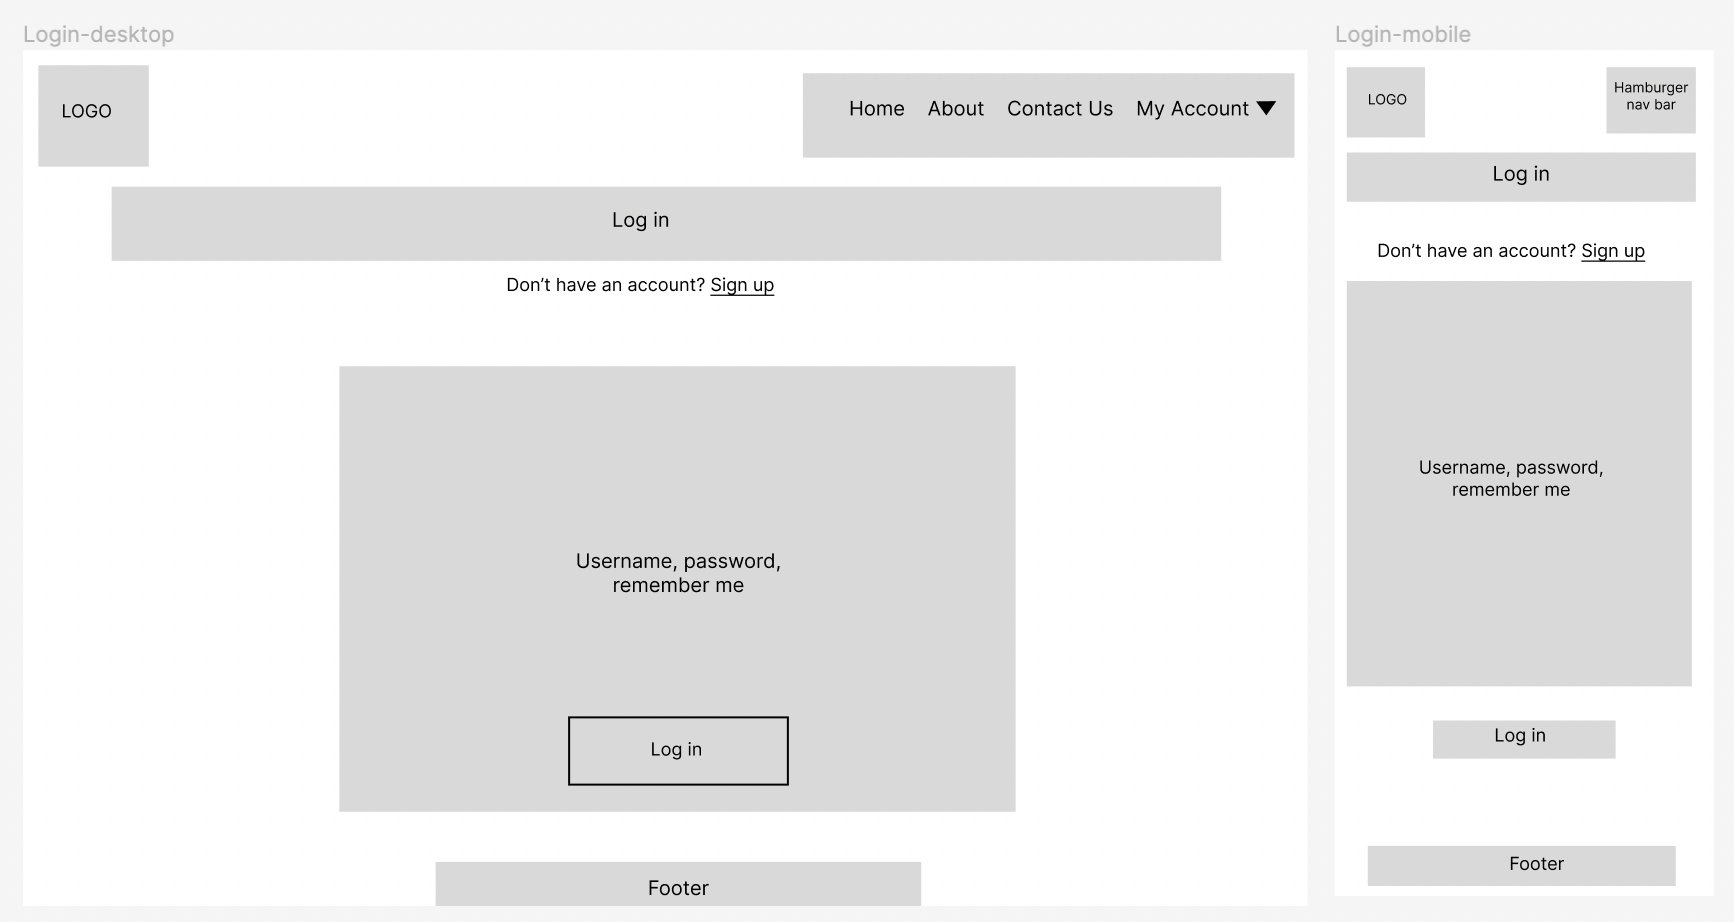 Login-desktop
LOGO
Home About Contact Us My Account
Log in
Don’t have an account? Sign up
Username, password,
remember me
Log in
Footer
Login-mobile
LOGO
Hamburger
nav bar
Log in
Don’t have an account? Sign up
Username, password,
remember me
Log in
Footer